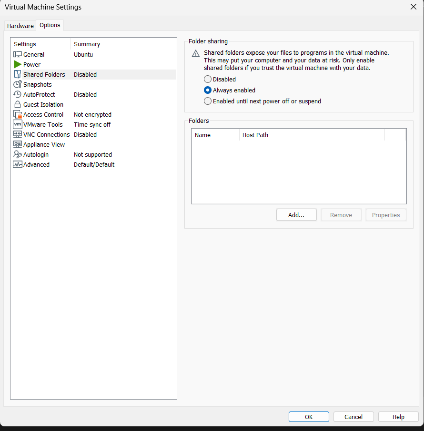 Virtual Machine Settings
Hardware Options
Settings Summary
General Ubuntu
Power
Shared Folders Disabled
Snapshots
AutoProtect Disabled
Guest Isolation
Access Control Not encrypted
VMware Tools Time sync off
VNC Connections Disabled
Appliance View
Autologin Not supported
Advanced Default/Default
Folder sharing
Shared folders expose your files to programs in the virtual machine.
This may put your computer and your data at risk. Only enable
shared folders if you trust the virtual machine with your data.
Disabled
Always enabled
Enabled until next power off or suspend
Folders
Name Host Path
Add... Remove Properties
OK Cancel Help